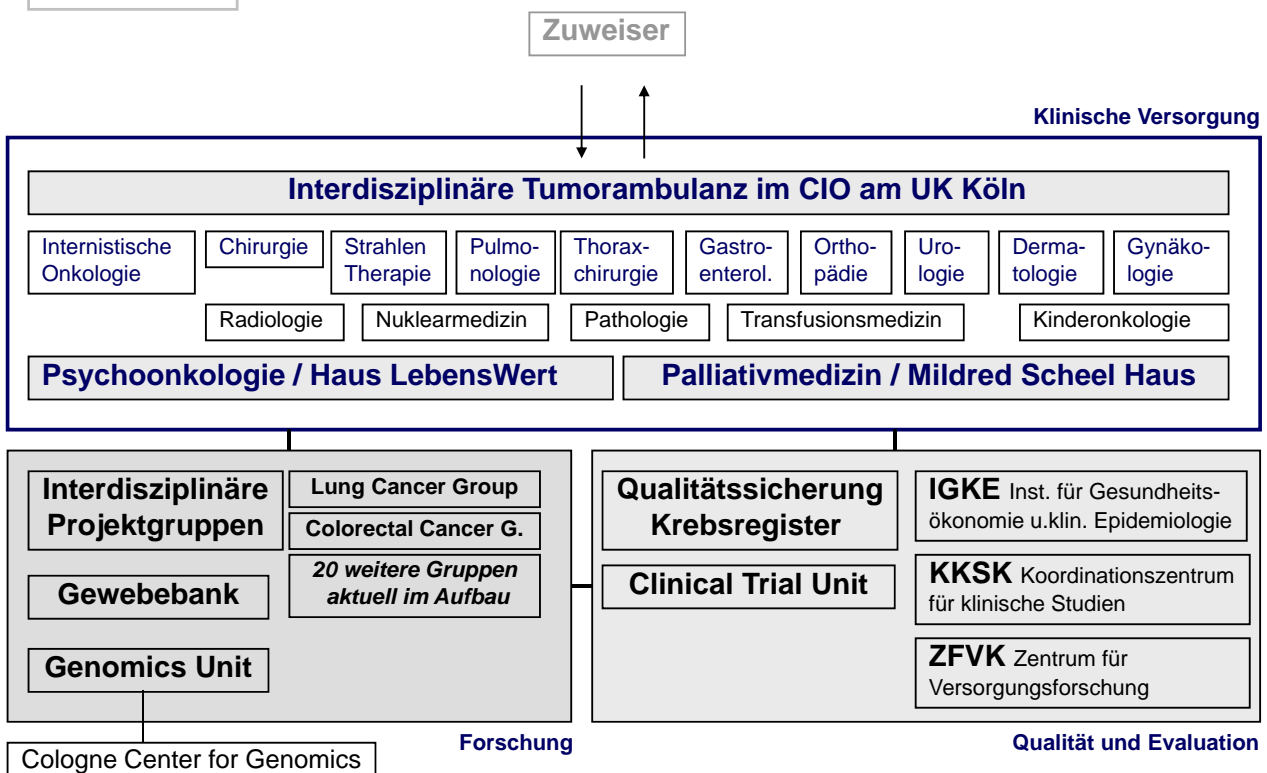 Zuweiser
Klinische Versorgung
Interdisziplinäre Tumorambulanz im CIO am UK Köln
Internistische
Onkologie
Chirurgie
Strahlen
Therapie
Pulmo-
nologie
Thorax-
chirurgie
Gastro-
enterol.
Ortho-
pädie
Uro-
logie
Derma-
tologie
Gynäko-
logie
Radiologie
Nuklearmedizin
Pathologie
Transfusionsmedizin
Kinderonkologie
Psychoonkologie / Haus LebensWert
Palliativmedizin / Mildred Scheel Haus
Interdisziplinäre
Projektgruppen
Lung Cancer Group
Colorectal Cancer G.
20 weitere Gruppen
aktuell im Aufbau
Gewebebank
Genomics Unit
Cologne Center for Genomics
Forschung
Qualitätssicherung
Krebsregister
Clinical Trial Unit
IGKE Inst. für Gesundheits-
ökonomie u.klin. Epidemiologie
KKSK Koordinationszentrum
für klinische Studien
ZFVK Zentrum für
Versorgungsforschung
Qualität und Evaluation